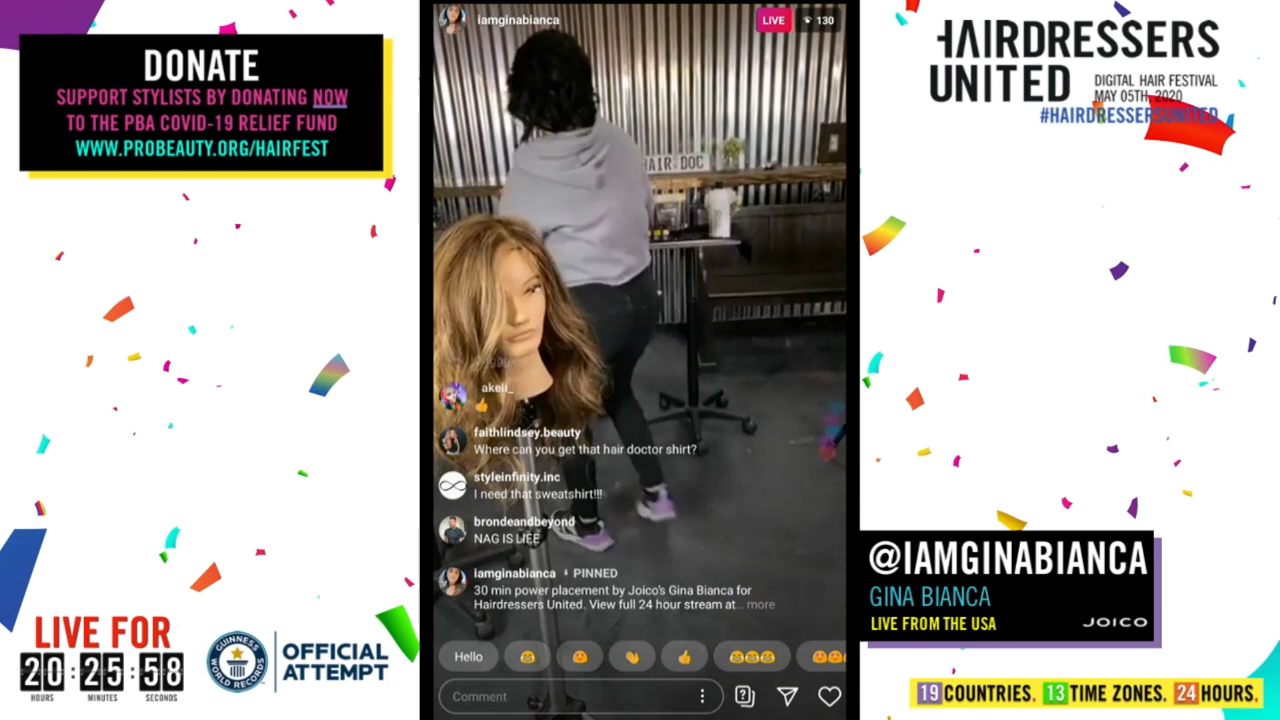 DONATE
SUPPORT STYLISTS BY DONATING NOW
TO THE PBA COVID-19 RELIEF FUND
WWW.PROBEAUTY.ORG/HAIRFEST
iamginabianca
LIVE
130
HAIRDRESSERS
UNITED
DIGITAL HAIR FESTIVAL
MAY 05TH, 2020
#HAIRDRESSERSUNITED
HAIR DOC
akeli_
👍
faithlindsey.beauty
Where can you get that hair doctor shirt?
styleinfinity.inc
I need that sweatshirt!!!
brondeandbeyond
NAG IS LIFE
iamginabianca PINNED
30 min power placement by Joico's Gina Bianca for
Hairdressers United. View full 24 hour stream at... more
Hello
Comment
@IAMGINABIANCA
GINA BIANCA
LIVE FROM THE USA
JOICO
LIVE FOR
20:25:58
HOURS MINUTES SECONDS
GUINNESS WORLD RECORDS
OFFICIAL
ATTEMPT
19 COUNTRIES. 13 TIME ZONES. 24 HOURS.